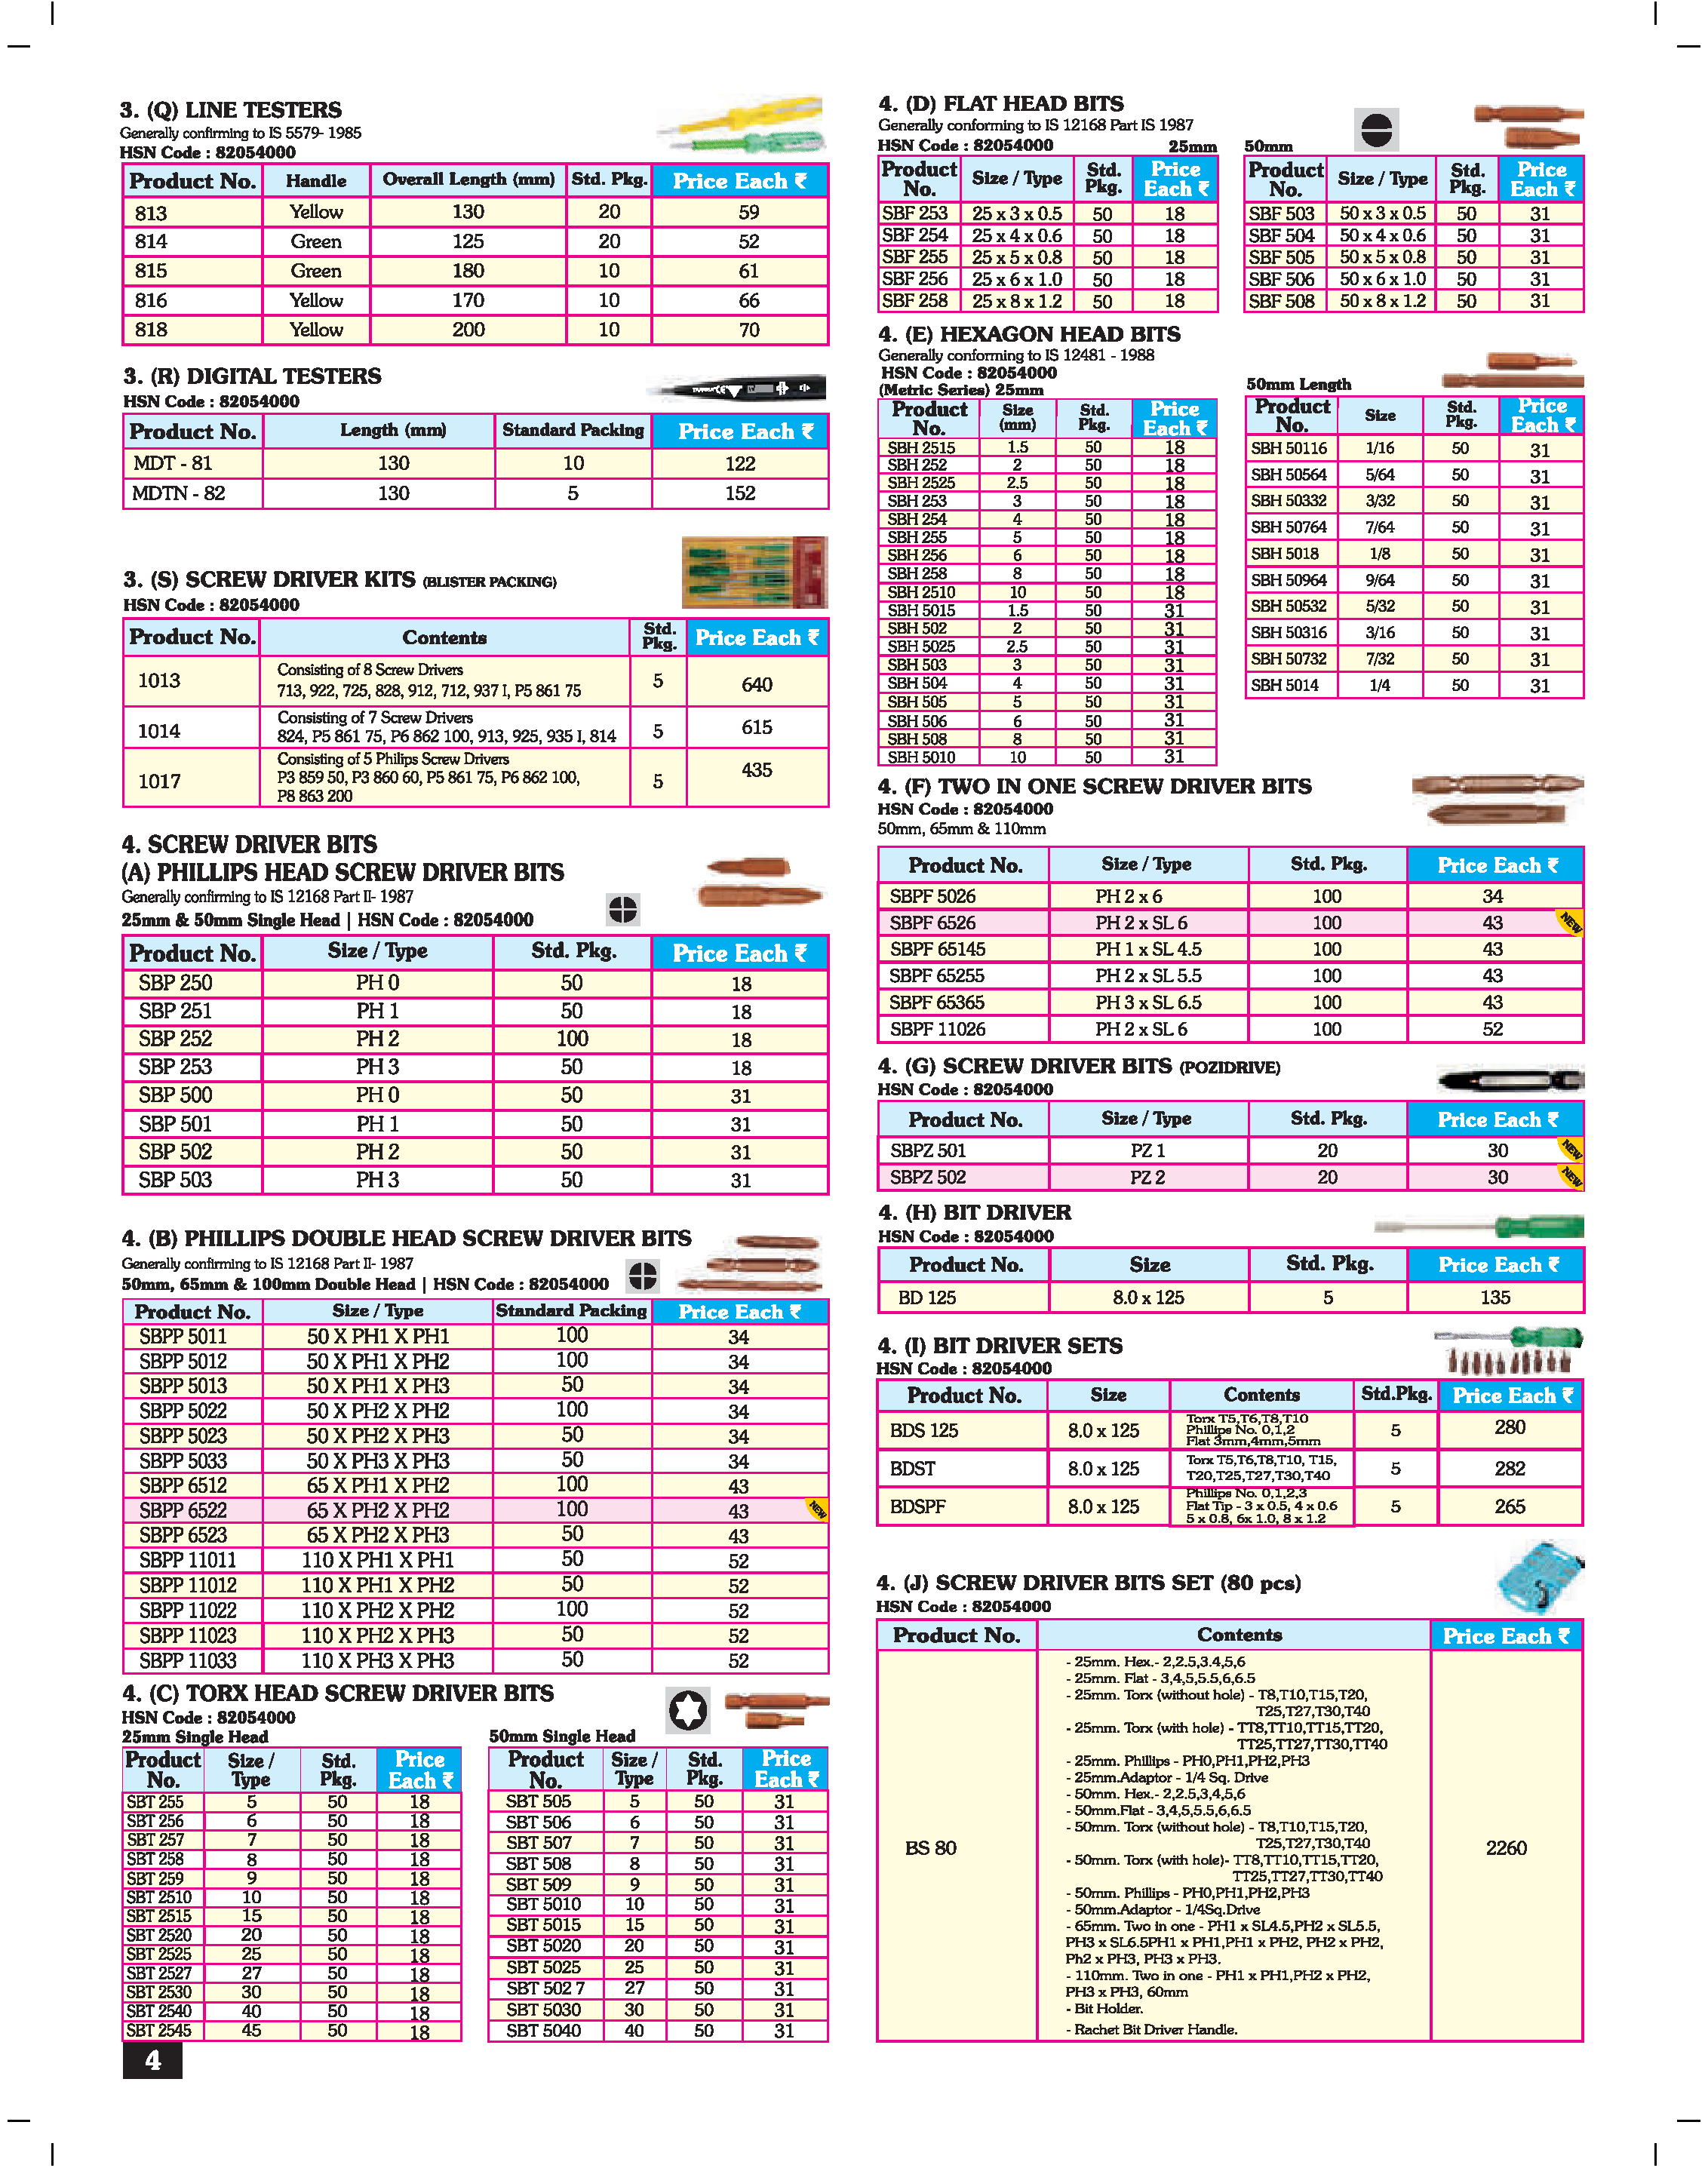 3. (Q) LINE TESTERS
Generally confirming to IS 5579- 1985
HSN Code : 82054000
Product No. Handle Overall Length (mm) Std. Pkg. Price Each ₹
813 Yellow 130 20 59
814 Green 125 20 52
815 Green 180 10 61
816 Yellow 170 10 66
818 Yellow 200 10 70
3. (R) DIGITAL TESTERS
HSN Code : 82054000
Product No. Length (mm) Standard Packing Price Each ₹
MDT - 81 130 10 122
MDTN - 82 130 5 152
3. (S) SCREW DRIVER KITS (BLISTER PACKING)
HSN Code : 82054000
Product No. Contents Std. Pkg. Price Each ₹
1013 Consisting of 8 Screw Drivers
713, 922, 725, 828, 912, 712, 937 I, P5 861 75 5 640
1014 Consisting of 7 Screw Drivers
824, P5 861 75, P6 862 100, 913, 925, 935 I, 814 5 615
Consisting of 5 Philips Screw Drivers
1017 P3 859 50, P3 860 60, P5 861 75, P6 862 100, 5 435
P8 863 200
4. SCREW DRIVER BITS
(A) PHILLIPS HEAD SCREW DRIVER BITS
Generally confirming to IS 12168 Part II- 1987
25mm & 50mm Single Head | HSN Code : 82054000
Product No. Size / Type Std. Pkg. Price Each ₹
SBP 250 PH 0 50 18
SBP 251 PH 1 50 18
SBP 252 PH 2 100 18
SBP 253 PH 3 50 18
SBP 500 PH 0 50 31
SBP 501 PH 1 50 31
SBP 502 PH 2 50 31
SBP 503 PH 3 50 31
4. (B) PHILLIPS DOUBLE HEAD SCREW DRIVER BITS
Generally confirming to IS 12168 Part II- 1987
50mm, 65mm & 100mm Double Head | HSN Code : 82054000
Product No. Size / Type Standard Packing Price Each ₹
SBPP 5011 50 X PH1 X PH1 100 34
SBPP 5012 50 X PH1 X PH2 100 34
SBPP 5013 50 X PH1 X PH3 50 34
SBPP 5022 50 X PH2 X PH2 100 34
SBPP 5023 50 X PH2 X PH3 50 34
SBPP 5033 50 X PH3 X PH3 50 34
SBPP 6512 65 X PH1 X PH2 100 43
SBPP 6522 65 X PH2 X PH2 100 43 NEW
SBPP 6523 65 X PH2 X PH3 50 43
SBPP 11011 110 X PH1 X PH1 50 52
SBPP 11012 110 X PH1 X PH2 50 52
SBPP 11022 110 X PH2 X PH2 100 52
SBPP 11023 110 X PH2 X PH3 50 52
SBPP 11033 110 X PH3 X PH3 50 52
4. (C) TORX HEAD SCREW DRIVER BITS
HSN Code : 82054000
25mm Single Head
Product No. Size / Type Std. Pkg. Price Each ₹
SBT 255 5 50 18
SBT 256 6 50 18
SBT 257 7 50 18
SBT 258 8 50 18
SBT 259 9 50 18
SBT 2510 10 50 18
SBT 2515 15 50 18
SBT 2520 20 50 18
SBT 2525 25 50 18
SBT 2527 27 50 18
SBT 2530 30 50 18
SBT 2540 40 50 18
SBT 2545 45 50 18
50mm Single Head
Product No. Size / Type Std. Pkg. Price Each ₹
SBT 505 5 50 31
SBT 506 6 50 31
SBT 507 7 50 31
SBT 508 8 50 31
SBT 509 9 50 31
SBT 5010 10 50 31
SBT 5015 15 50 31
SBT 5020 20 50 31
SBT 5025 25 50 31
SBT 502 7 27 50 31
SBT 5030 30 50 31
SBT 5040 40 50 31
4
4. (D) FLAT HEAD BITS
Generally conforming to IS 12168 Part IS 1987
HSN Code : 82054000 25mm
Product No. Size / Type Std. Pkg. Price Each ₹
SBF 253 25 x 3 x 0.5 50 18
SBF 254 25 x 4 x 0.6 50 18
SBF 255 25 x 5 x 0.8 50 18
SBF 256 25 x 6 x 1.0 50 18
SBF 258 25 x 8 x 1.2 50 18
50mm
Product No. Size / Type Std. Pkg. Price Each ₹
SBF 503 50 x 3 x 0.5 50 31
SBF 504 50 x 4 x 0.6 50 31
SBF 505 50 x 5 x 0.8 50 31
SBF 506 50 x 6 x 1.0 50 31
SBF 508 50 x 8 x 1.2 50 31
4. (E) HEXAGON HEAD BITS
Generally conforming to IS 12481 - 1988
HSN Code : 82054000
(Metric Series) 25mm
Product No. Size (mm) Std. Pkg. Price Each ₹
SBH 2515 1.5 50 18
SBH 252 2 50 18
SBH 2525 2.5 50 18
SBH 253 3 50 18
SBH 254 4 50 18
SBH 255 5 50 18
SBH 256 6 50 18
SBH 258 8 50 18
SBH 2510 10 50 18
SBH 5015 1.5 50 31
SBH 502 2 50 31
SBH 5025 2.5 50 31
SBH 503 3 50 31
SBH 504 4 50 31
SBH 505 5 50 31
SBH 506 6 50 31
SBH 508 8 50 31
SBH 5010 10 50 31
50mm Length
Product No. Size Std. Pkg. Price Each ₹
SBH 50116 1/16 50 31
SBH 50564 5/64 50 31
SBH 50332 3/32 50 31
SBH 50764 7/64 50 31
SBH 5018 1/8 50 31
SBH 50964 9/64 50 31
SBH 50532 5/32 50 31
SBH 50316 3/16 50 31
SBH 50732 7/32 50 31
SBH 5014 1/4 50 31
4. (F) TWO IN ONE SCREW DRIVER BITS
HSN Code : 82054000
50mm, 65mm & 110mm
Product No. Size / Type Std. Pkg. Price Each ₹
SBPF 5026 PH 2 x 6 100 34
SBPF 6526 PH 2 x SL 6 100 43 NEW
SBPF 65145 PH 1 x SL 4.5 100 43
SBPF 65255 PH 2 x SL 5.5 100 43
SBPF 65365 PH 3 x SL 6.5 100 43
SBPF 11026 PH 2 x SL 6 100 52
4. (G) SCREW DRIVER BITS (POZIDRIVE)
HSN Code : 82054000
Product No. Size / Type Std. Pkg. Price Each ₹
SBPZ 501 PZ 1 20 30 NEW
SBPZ 502 PZ 2 20 30 NEW
4. (H) BIT DRIVER
HSN Code : 82054000
Product No. Size Std. Pkg. Price Each ₹
BD 125 8.0 x 125 5 135
4. (I) BIT DRIVER SETS
HSN Code : 82054000
Product No. Size Contents Std.Pkg. Price Each ₹
Torx T5,T6,T8,T10
BDS 125 8.0 x 125 Phillips No. 0,1,2 5 280
Flat 3mm,4mm,5mm
BDST 8.0 x 125 Torx T5,T6,T8,T10, T15, 5 282
T20,T25,T27,T30,T40
Phillips No. 0,1,2,3
BDSPF 8.0 x 125 Flat Tip - 3 x 0.5, 4 x 0.6 5 265
5 x 0.8, 6x 1.0, 8 x 1.2
4. (J) SCREW DRIVER BITS SET (80 pcs)
HSN Code : 82054000
Product No. Contents Price Each ₹
- 25mm. Hex.- 2,2.5,3.4,5,6
- 25mm. Flat - 3,4,5,5.5,6,6.5
- 25mm. Torx (without hole) - T8,T10,T15,T20,
T25,T27,T30,T40
- 25mm. Torx (with hole) - TT8,TT10,TT15,TT20,
TT25,TT27,TT30,TT40
- 25mm. Phillips - PH0,PH1,PH2,PH3
- 25mm.Adaptor - 1/4 Sq. Drive
- 50mm. Hex.- 2,2.5,3,4,5,6
- 50mm.Flat - 3,4,5,5.5,6,6.5
- 50mm. Torx (without hole) - T8,T10,T15,T20,
T25,T27,T30,T40
BS 80 2260
- 50mm. Torx (with hole)- TT8,TT10,TT15,TT20,
TT25,TT27,TT30,TT40
- 50mm. Phillips - PH0,PH1,PH2,PH3
- 50mm.Adaptor - 1/4Sq.Drive
- 65mm. Two in one - PH1 x SL4.5,PH2 x SL5.5,
PH3 x SL6.5PH1 x PH1,PH1 x PH2, PH2 x PH2,
Ph2 x PH3, PH3 x PH3.
- 110mm. Two in one - PH1 x PH1,PH2 x PH2,
PH3 x PH3, 60mm
- Bit Holder.
- Rachet Bit Driver Handle.